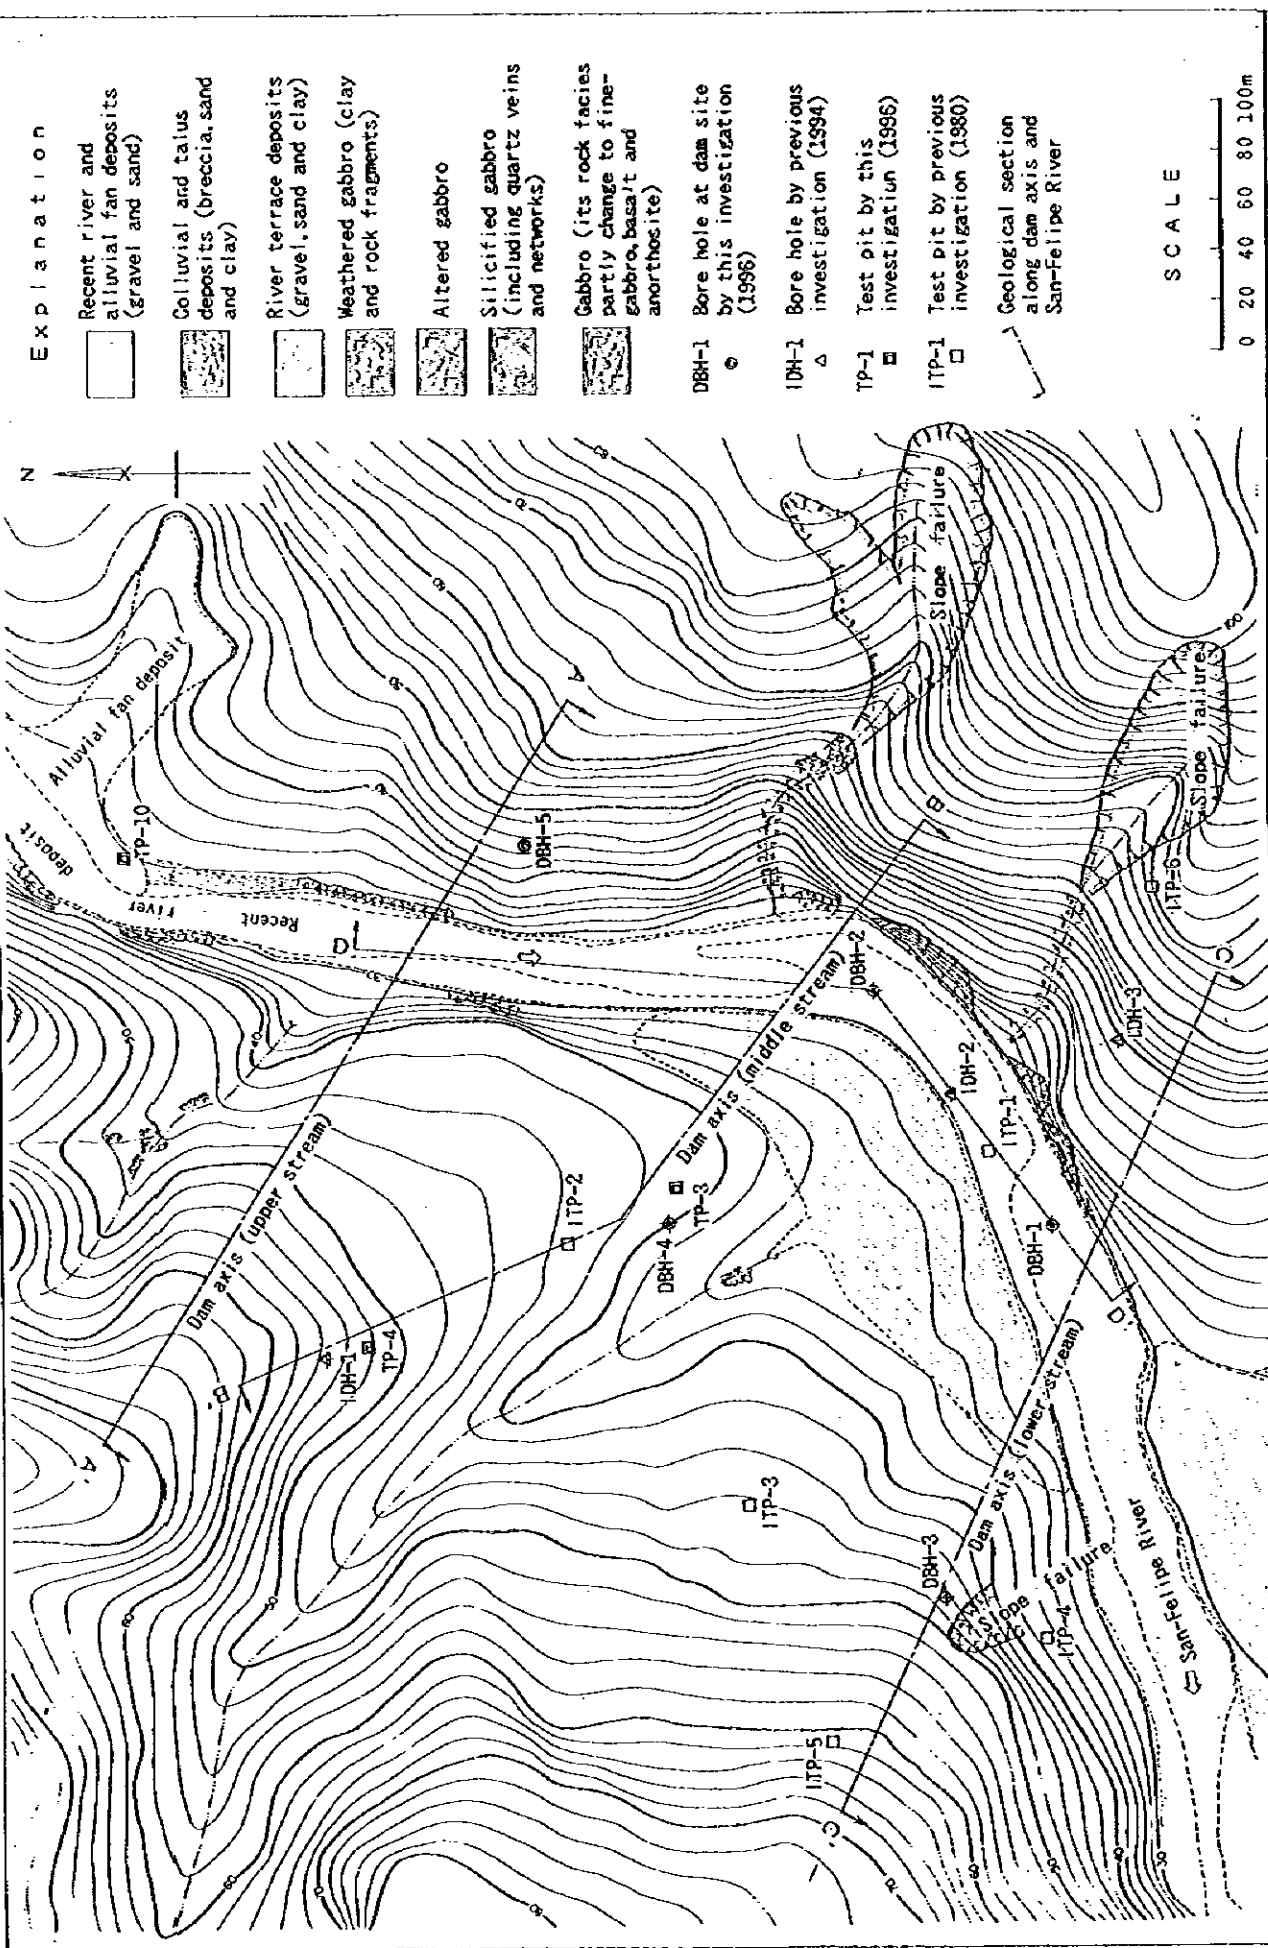 Explanation
Recent river and
alluvial fan deposits
(gravel and sand)
Colluvial and talus
deposits (breccia, sand
and clay)
River terrace deposits
(gravel, sand and clay)
Weathered gabbro (clay
and rock fragments)
Altered gabbro
Silicified gabbro
(including quartz veins
and networks)
Gabbro (its rock facies
partly change to fine-
gabbro, basalt and
anorthosite)
DBH-1
Bore hole at dam site
by this investigation
(1996)
IDH-1
Bore hole by previous
investigation (1994)
TP-1
Test pit by this
investigation (1996)
ITP-1
Test pit by previous
investigation (1980)
Geological section
along dam axis and
San-Felipe River
SCALE
0 20 40 60 80 100m
N
Alluvial fan deposit
Recent river deposit
TP-10
DBH-5
A
A'
B
B'
C
C'
D
Dam axis (upper stream)
Dam axis (middle stream)
Dam axis (lower stream)
Slope failure
Slope failure
Slope failure
IDH-1
TP-4
ITP-2
DBH-4
TP-3
DBH-2
IDH-2
ITP-1
DBH-1
IDH-3
ITP-6
ITP-3
DBH-3
ITP-4
ITP-5
San-Felipe River
100